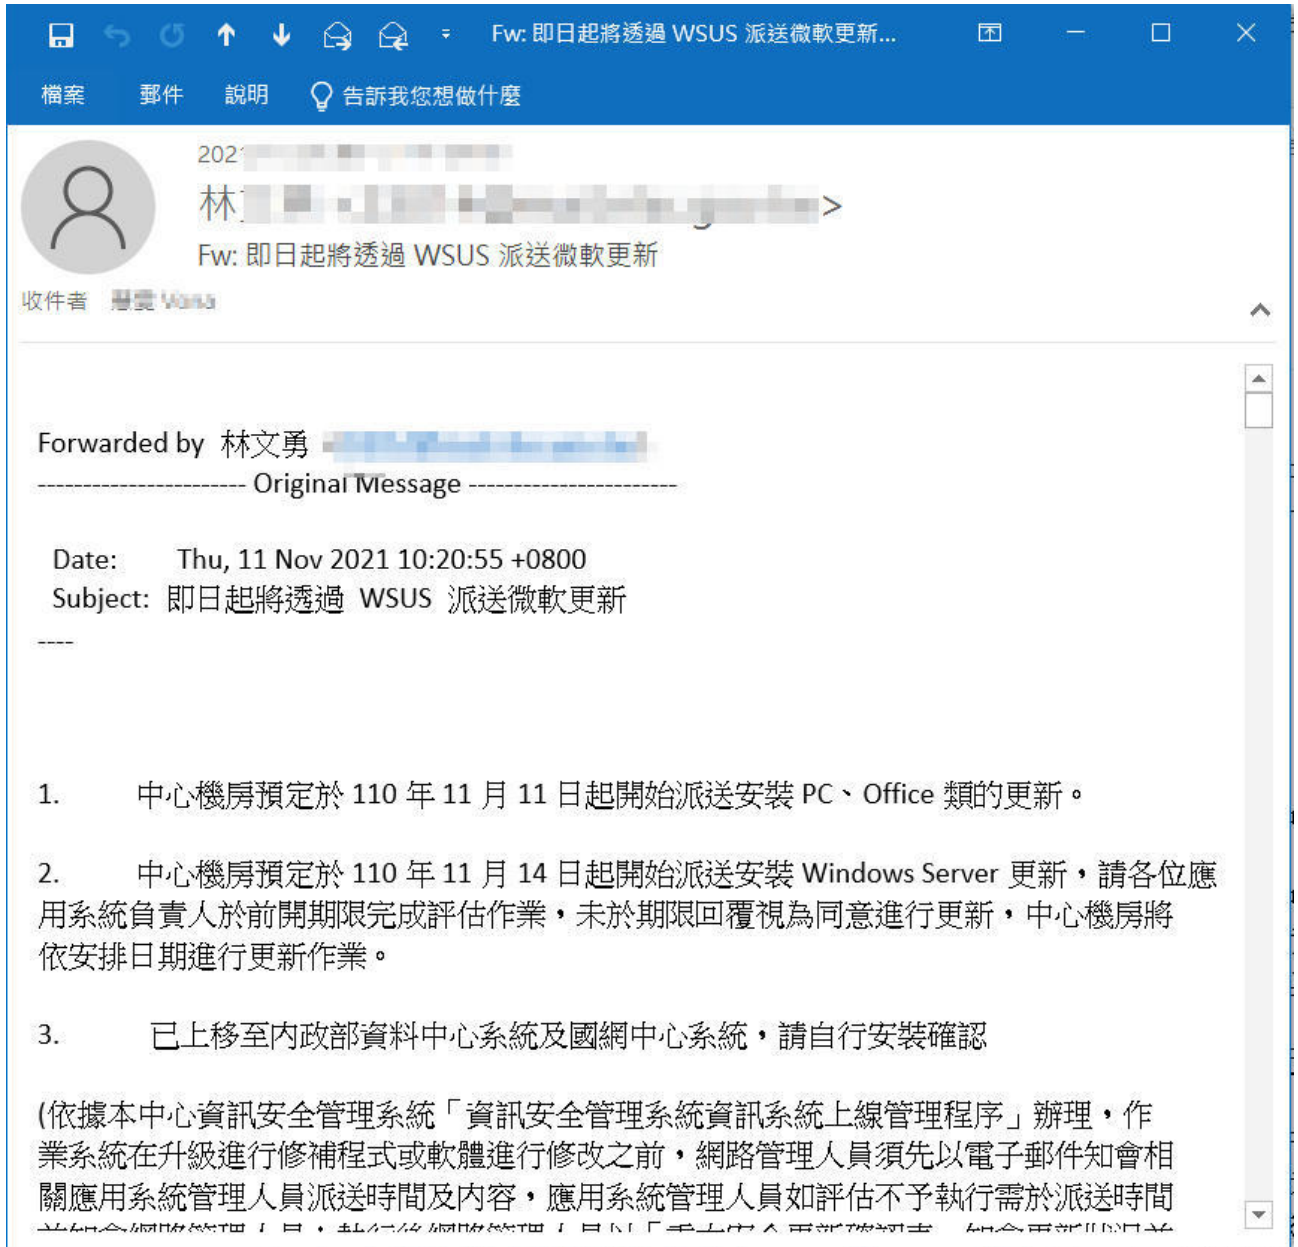 Fw: 即日起將透過 WSUS 派送微軟更新...
檔案 郵件 說明 告訴我您想做什麼
202
林
>
Fw: 即日起將透過 WSUS 派送微軟更新
收件者
Forwarded by 林文勇
----------------------- Original Message -----------------------
Date: Thu, 11 Nov 2021 10:20:55 +0800
Subject: 即日起將透過 WSUS 派送微軟更新
----
1. 中心機房預定於 110 年 11 月 11 日起開始派送安裝 PC、Office 類的更新。
2. 中心機房預定於 110 年 11 月 14 日起開始派送安裝 Windows Server 更新，請各位應
用系統負責人於前開期限完成評估作業，未於期限回覆視為同意進行更新，中心機房將
依安排日期進行更新作業。
3. 已上移至內政部資料中心系統及國網中心系統，請自行安裝確認
(依據本中心資訊安全管理系統「資訊安全管理系統資訊系統上線管理程序」辦理，作
業系統在升級進行修補程式或軟體進行修改之前，網路管理人員須先以電子郵件知會相
關應用系統管理人員派送時間及內容，應用系統管理人員如評估不予執行需於派送時間